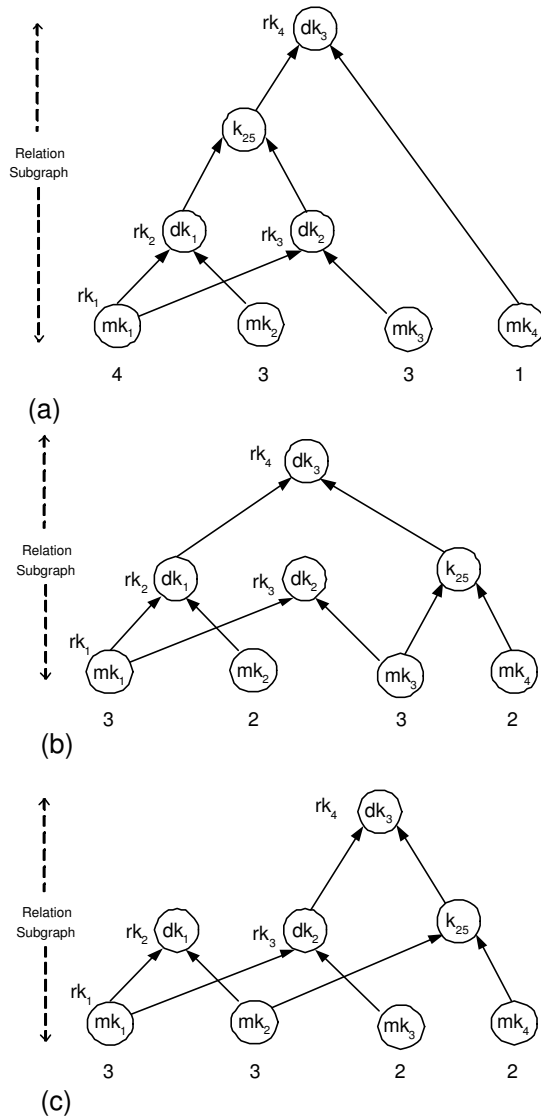 rk4 dk3
k25
Relation
Subgraph
rk2 dk1 rk3 dk2
rk1
mk1 mk2 mk3 mk4
4 3 3 1
(a)
rk4 dk3
Relation
Subgraph
rk2 dk1 rk3 dk2 k25
rk1
mk1 mk2 mk3 mk4
3 2 3 2
(b)
rk4 dk3
Relation
Subgraph
rk2 dk1 rk3 dk2 k25
rk1
mk1 mk2 mk3 mk4
3 3 2 2
(c)